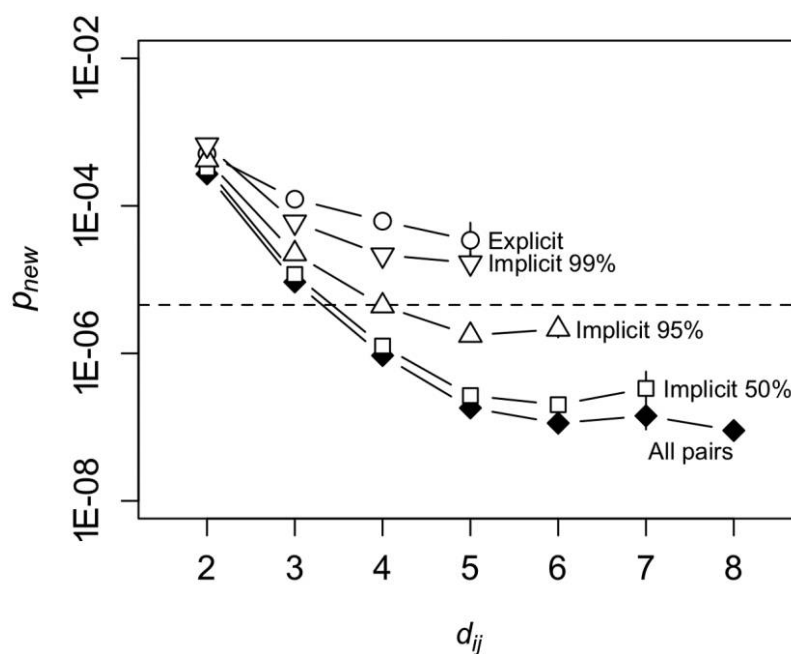 1E-02
1E-04
1E-06
1E-08
p_new
Explicit
Implicit 99%
Implicit 95%
Implicit 50%
All pairs
2 3 4 5 6 7 8
d_ij